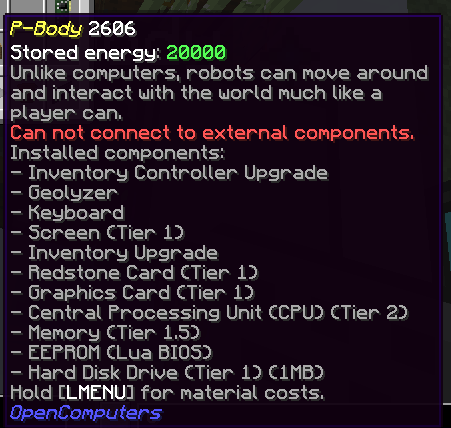 P-Body 2606
Stored energy: 20000
Unlike computers, robots can move around
and interact with the world much like a
player can.
Can not connect to external components.
Installed components:
- Inventory Controller Upgrade
- Geolyzer
- Keyboard
- Screen (Tier 1)
- Inventory Upgrade
- Redstone Card (Tier 1)
- Graphics Card (Tier 1)
- Central Processing Unit (CPU) (Tier 2)
- Memory (Tier 1.5)
- EEPROM (Lua BIOS)
- Hard Disk Drive (Tier 1) (1MB)
Hold [LMENU] for material costs.
OpenComputers